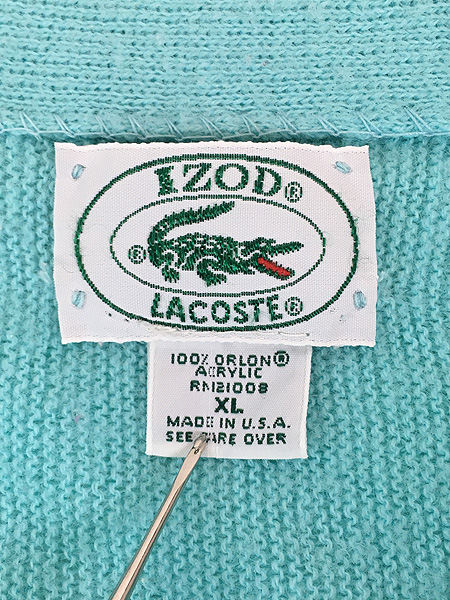 IZOD®
®
LACOSTE®
100% ORLON®
ACRYLIC
RN21008
XL
MADE IN U.S.A.
SEE CARE OVER